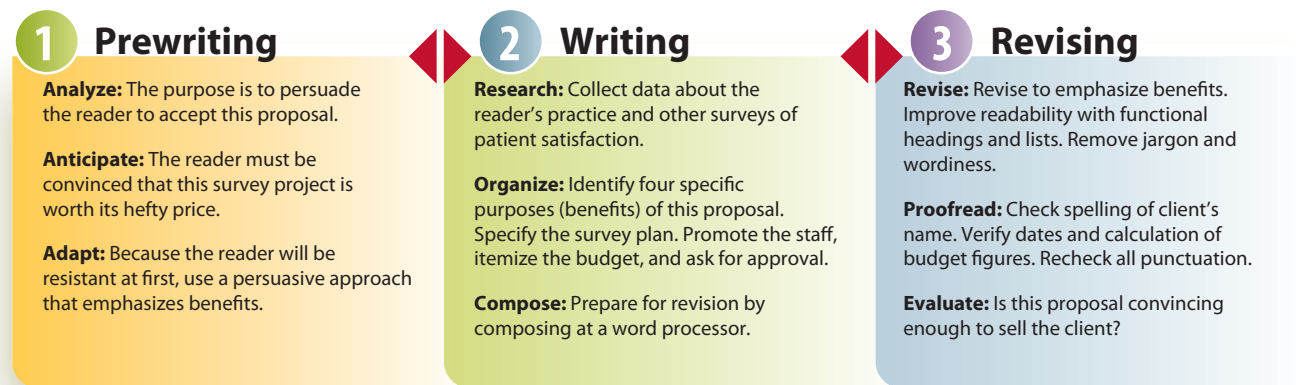 1 Prewriting
Analyze: The purpose is to persuade
the reader to accept this proposal.
Anticipate: The reader must be
convinced that this survey project is
worth its hefty price.
Adapt: Because the reader will be
resistant at first, use a persuasive approach
that emphasizes benefits.
2 Writing
Research: Collect data about the
reader’s practice and other surveys of
patient satisfaction.
Organize: Identify four specific
purposes (benefits) of this proposal.
Specify the survey plan. Promote the staff,
itemize the budget, and ask for approval.
Compose: Prepare for revision by
composing at a word processor.
3 Revising
Revise: Revise to emphasize benefits.
Improve readability with functional
headings and lists. Remove jargon and
wordiness.
Proofread: Check spelling of client’s
name. Verify dates and calculation of
budget figures. Recheck all punctuation.
Evaluate: Is this proposal convincing
enough to sell the client?